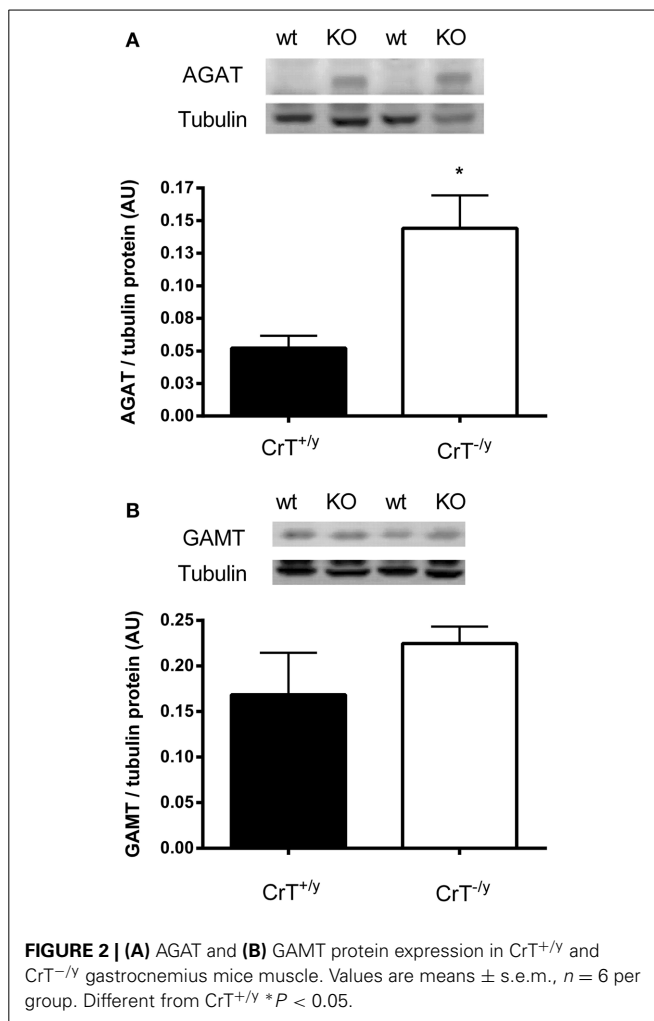 A
wt KO wt KO
AGAT
Tubulin
*
AGAT / tubulin protein (AU)
0.17
0.15
0.13
0.10
0.08
0.05
0.03
0.00
CrT+/y CrT-/y
B
wt KO wt KO
GAMT
Tubulin
GAMT / tubulin protein (AU)
0.25
0.20
0.15
0.10
0.05
0.00
CrT+/y CrT-/y
FIGURE 2 | (A) AGAT and (B) GAMT protein expression in CrT+/y and
CrT−/y gastrocnemius mice muscle. Values are means ± s.e.m., n = 6 per
group. Different from CrT+/y *P < 0.05.